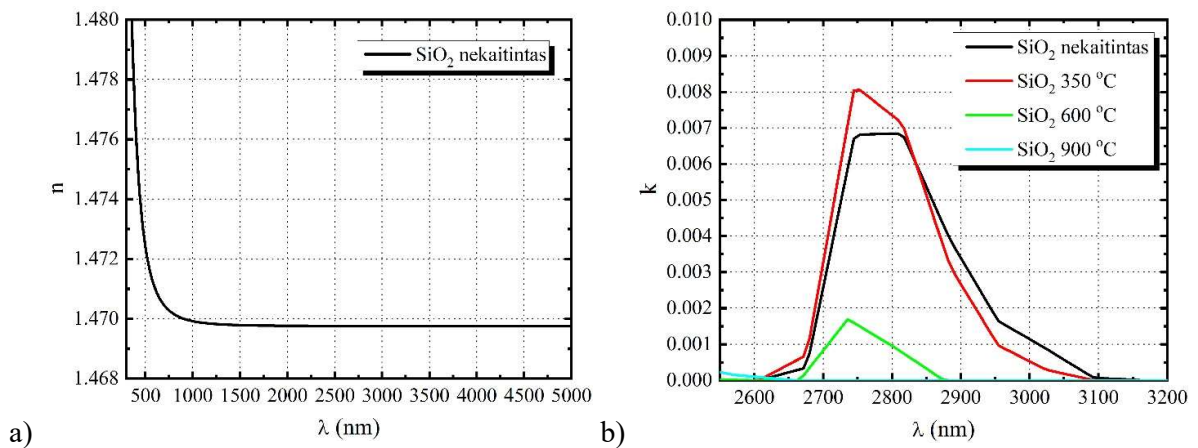 1.480
1.478
1.476
1.474
1.472
1.470
1.468
n
500 1000 1500 2000 2500 3000 3500 4000 4500 5000
λ (nm)
SiO₂ nekaitintas
a)
0.010
0.009
0.008
0.007
0.006
0.005
0.004
0.003
0.002
0.001
0.000
k
2600 2700 2800 2900 3000 3100 3200
λ (nm)
SiO₂ nekaitintas
SiO₂ 350 °C
SiO₂ 600 °C
SiO₂ 900 °C
b)